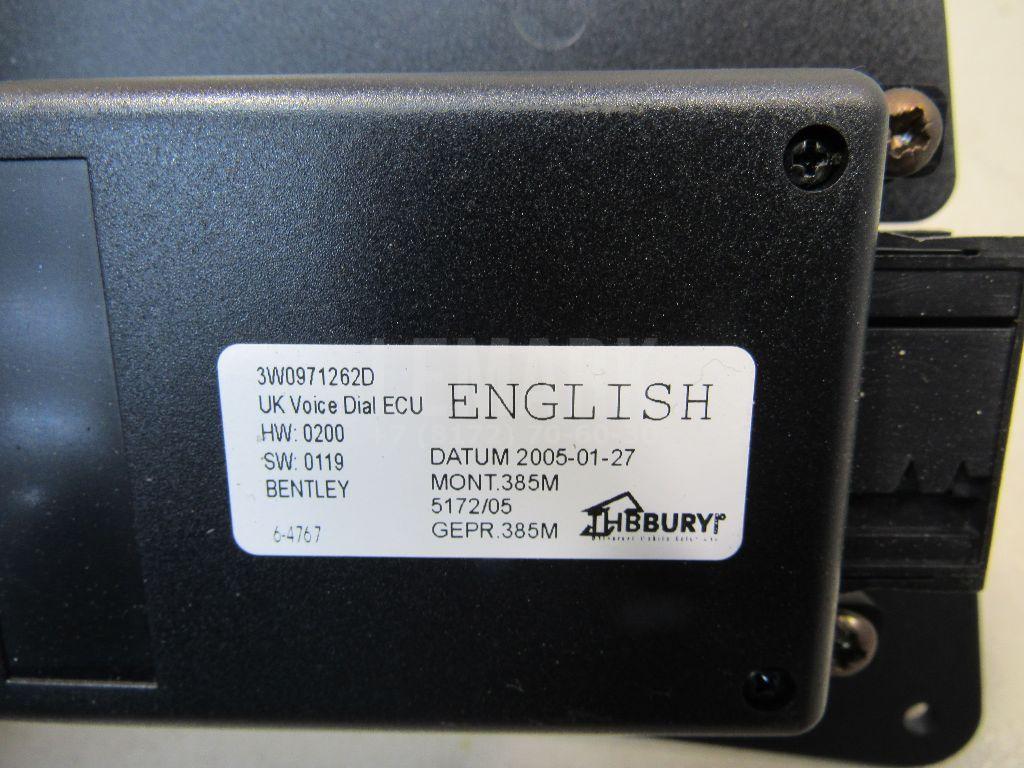 3W0971262D
UK Voice Dial ECU
HW: 0200
SW: 0119
BENTLEY
6-4767
ENGLISH
DATUM 2005-01-27
MONT.385M
5172/05
GEPR.385M
THBBURY
LEMARK